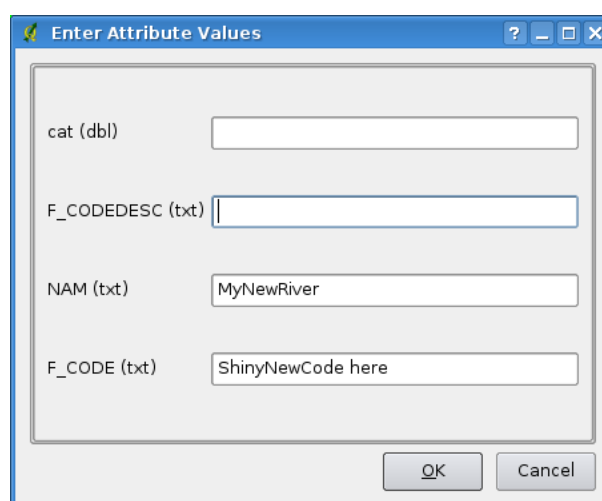 Enter Attribute Values
cat (dbl)
F_CODEDESC (txt)
NAM (txt) MyNewRiver
F_CODE (txt) ShinyNewCode here
OK Cancel